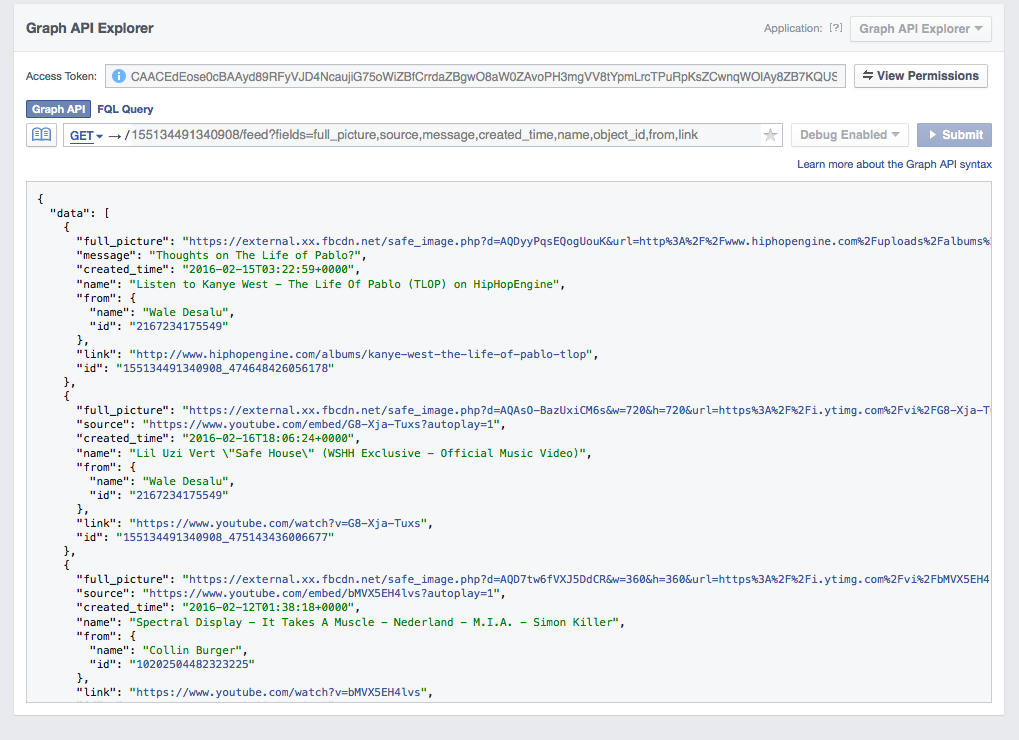 Graph API Explorer
Application: [?] Graph API Explorer
Access Token: CAACEdEose0cBAAyd89RFyVJD4NcaujiG75oWiZBfCrrdaZBgwO8aW0ZAvoPH3mgVV8tYpmLrcTPuRpKsZCwnqWOlAy8ZB7KQUS View Permissions
Graph API FQL Query
GET → /155134491340908/feed?fields=full_picture,source,message,created_time,name,object_id,from,link Debug Enabled Submit
Learn more about the Graph API syntax
{
"data": [
{
"full_picture": "https://external.xx.fbcdn.net/safe_image.php?d=AQDyyPqsEQogUouK&url=http%3A%2F%2Fwww.hiphopengine.com%2Fuploads%2Falbums%
"message": "Thoughts on The Life of Pablo?",
"created_time": "2016-02-15T03:22:59+0000",
"name": "Listen to Kanye West - The Life Of Pablo (TLOP) on HipHopEngine",
"from": {
"name": "Wale Desalu",
"id": "2167234175549"
},
"link": "http://www.hiphopengine.com/albums/kanye-west-the-life-of-pablo-tlop",
"id": "155134491340908_474648426056178"
},
{
"full_picture": "https://external.xx.fbcdn.net/safe_image.php?d=AQAsO-BazUxiCM6s&w=720&h=720&url=https%3A%2F%2Fi.ytimg.com%2Fvi%2FG8-Xja-T
"source": "https://www.youtube.com/embed/G8-Xja-Tuxs?autoplay=1",
"created_time": "2016-02-16T18:06:24+0000",
"name": "Lil Uzi Vert \"Safe House\" (WSHH Exclusive - Official Music Video)",
"from": {
"name": "Wale Desalu",
"id": "2167234175549"
},
"link": "https://www.youtube.com/watch?v=G8-Xja-Tuxs",
"id": "155134491340908_475143436006677"
},
{
"full_picture": "https://external.xx.fbcdn.net/safe_image.php?d=AQD7tw6fVXJ5DdCR&w=360&h=360&url=https%3A%2F%2Fi.ytimg.com%2Fvi%2FbMVX5EH4
"source": "https://www.youtube.com/embed/bMVX5EH4lvs?autoplay=1",
"created_time": "2016-02-12T01:38:18+0000",
"name": "Spectral Display - It Takes A Muscle - Nederland - M.I.A. - Simon Killer",
"from": {
"name": "Collin Burger",
"id": "10202504482323225"
},
"link": "https://www.youtube.com/watch?v=bMVX5EH4lvs",